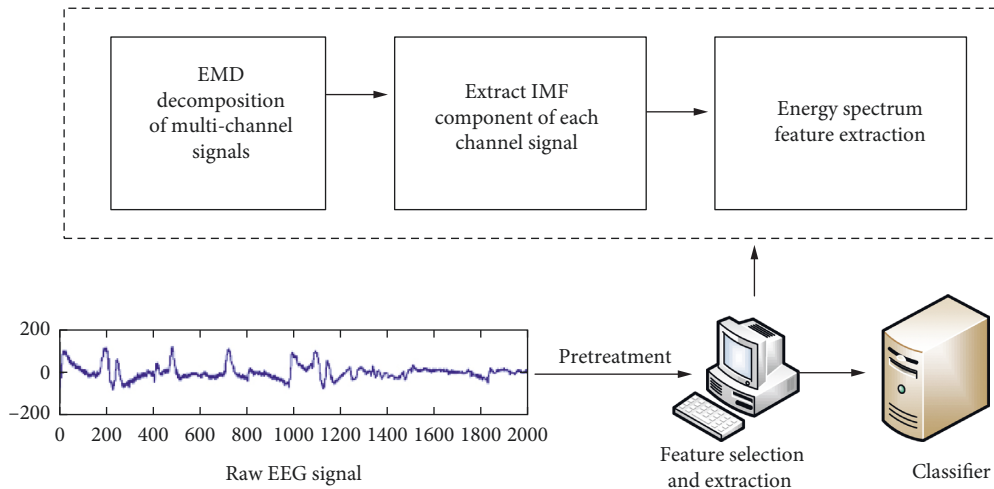 EMD
decomposition
of multi-channel
signals
Extract IMF
component of each
channel signal
Energy spectrum
feature extraction
200
0
−200
0 200 400 600 800 1000 1200 1400 1600 1800 2000
Raw EEG signal
Pretreatment
Feature selection
and extraction
Classifier